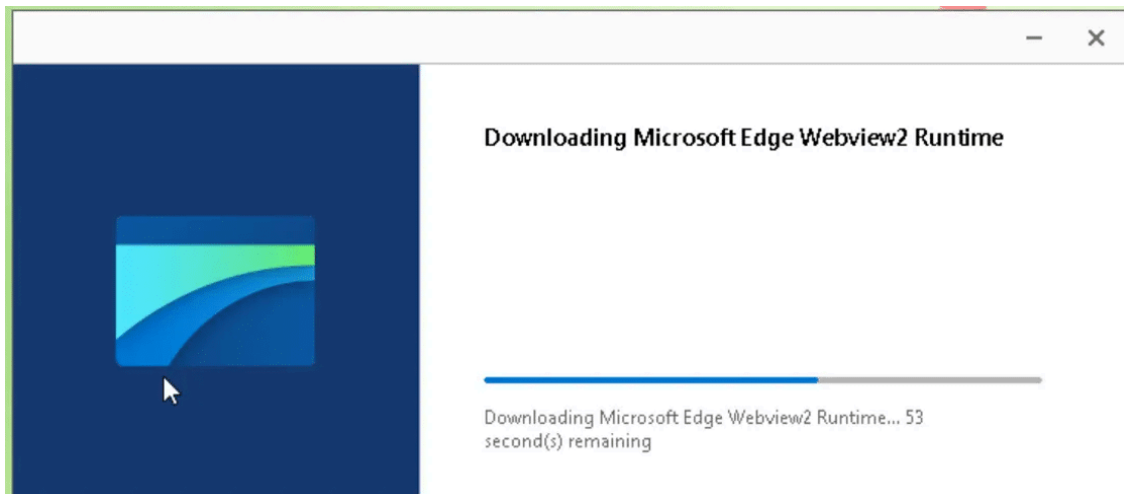 Downloading Microsoft Edge Webview2 Runtime
Downloading Microsoft Edge Webview2 Runtime... 53
second(s) remaining